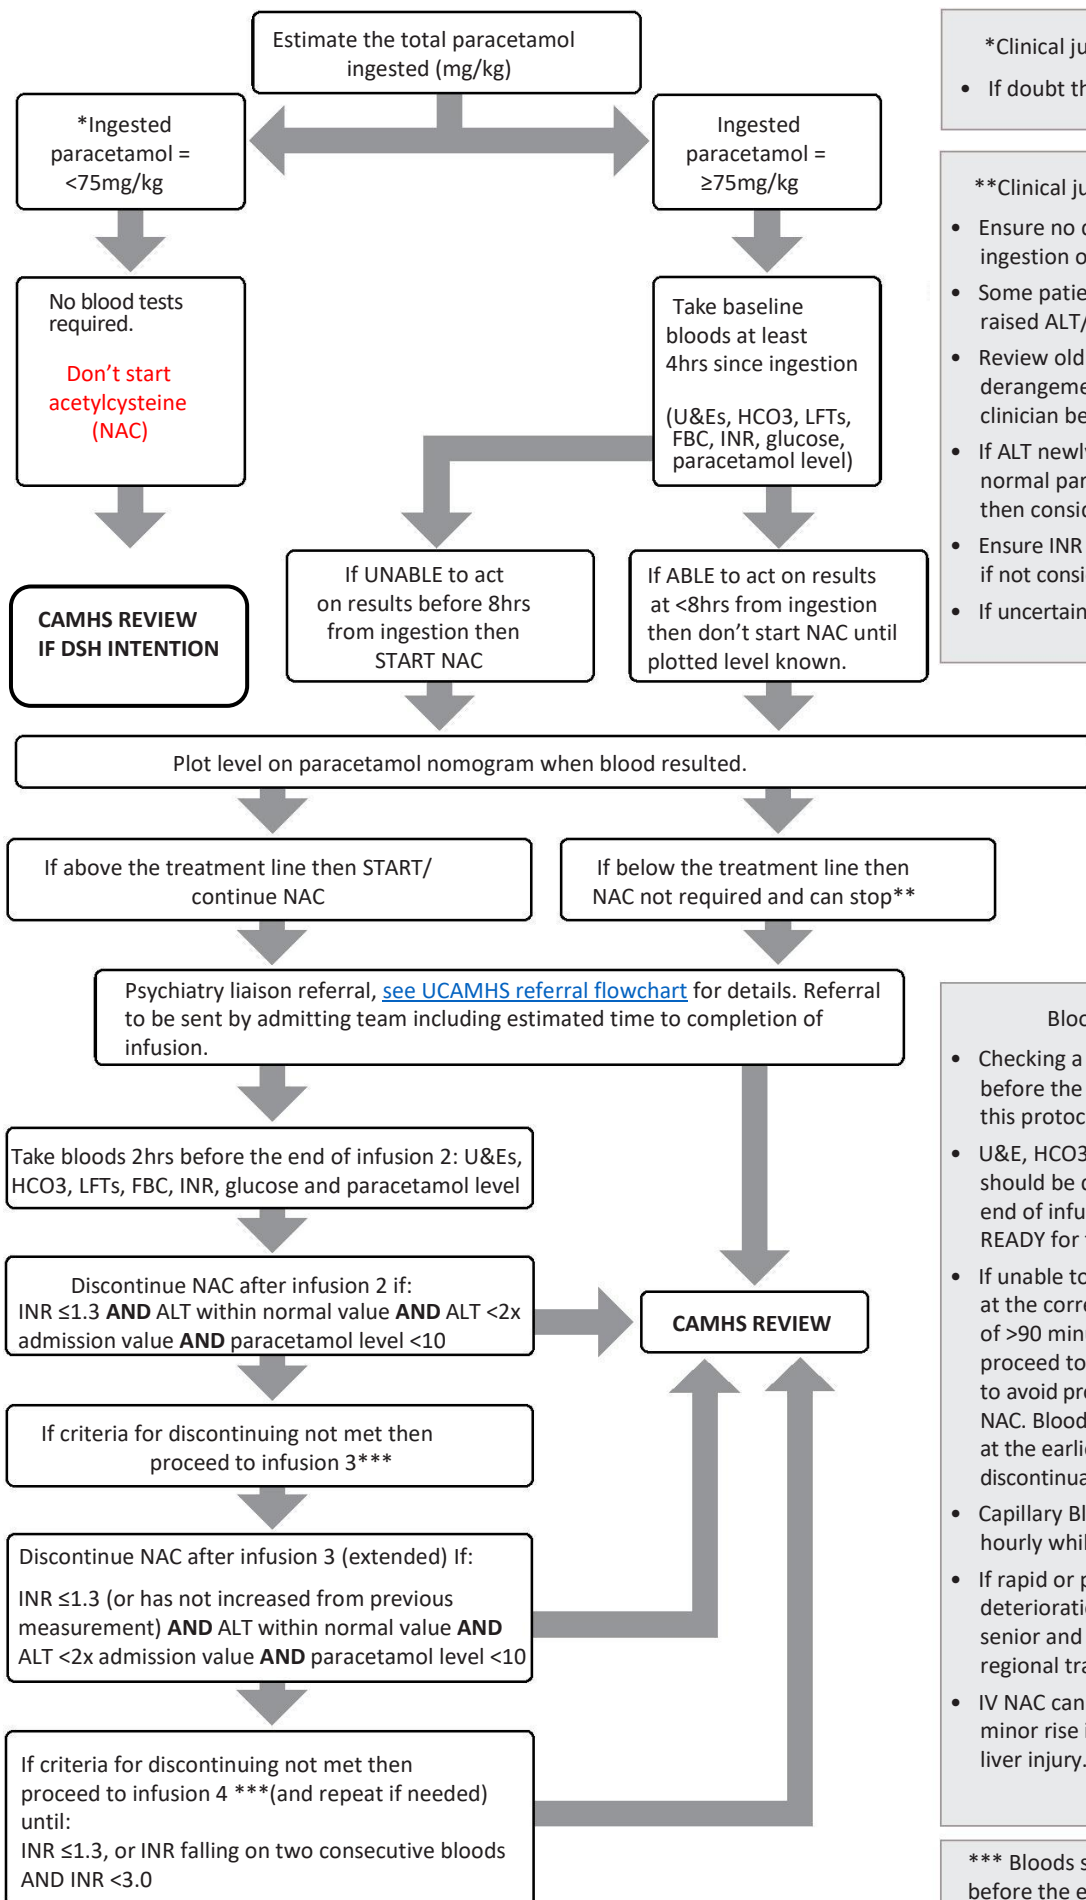 Estimate the total paracetamol
ingested (mg/kg)
*Ingested
paracetamol =
<75mg/kg
Ingested
paracetamol =
≥75mg/kg
No blood tests
required.
Don't start
acetylcysteine
(NAC)
Take baseline
bloods at least
4hrs since ingestion
(U&Es, HCO3, LFTs,
FBC, INR, glucose,
paracetamol level)
CAMHS REVIEW
IF DSH INTENTION
If UNABLE to act
on results before 8hrs
from ingestion then
START NAC
If ABLE to act on results
at <8hrs from ingestion
then don't start NAC until
plotted level known.
Plot level on paracetamol nomogram when blood resulted.
If above the treatment line then START/
continue NAC
If below the treatment line then
NAC not required and can stop**
Psychiatry liaison referral, see UCAMHS referral flowchart for details. Referral
to be sent by admitting team including estimated time to completion of
infusion.
Take bloods 2hrs before the end of infusion 2: U&Es,
HCO3, LFTs, FBC, INR, glucose and paracetamol level
Discontinue NAC after infusion 2 if:
INR ≤1.3 AND ALT within normal value AND ALT <2x
admission value AND paracetamol level <10
CAMHS REVIEW
If criteria for discontinuing not met then
proceed to infusion 3***
Discontinue NAC after infusion 3 (extended) If:
INR ≤1.3 (or has not increased from previous
measurement) AND ALT within normal value AND
ALT <2x admission value AND paracetamol level <10
If criteria for discontinuing not met then
proceed to infusion 4 ***(and repeat if needed)
until:
INR ≤1.3, or INR falling on two consecutive bloods
AND INR <3.0
*Clinical ju
• If doubt th
**Clinical ju
• Ensure no
ingestion o
• Some patie
raised ALT/
• Review old
derangeme
clinician be
• If ALT newl
normal par
then consid
• Ensure INR
if not consi
• If uncertain
Bloo
• Checking a
before the
this protoc
• U&E, HCO3
should be
end of infu
READY for
• If unable to
at the corre
of >90 minu
proceed to
to avoid pro
NAC. Blood
at the earli
discontinua
• Capillary Bl
hourly whil
• If rapid or p
deterioratio
senior and
regional tra
• IV NAC can
minor rise i
liver injury.
*** Bloods s
before the e